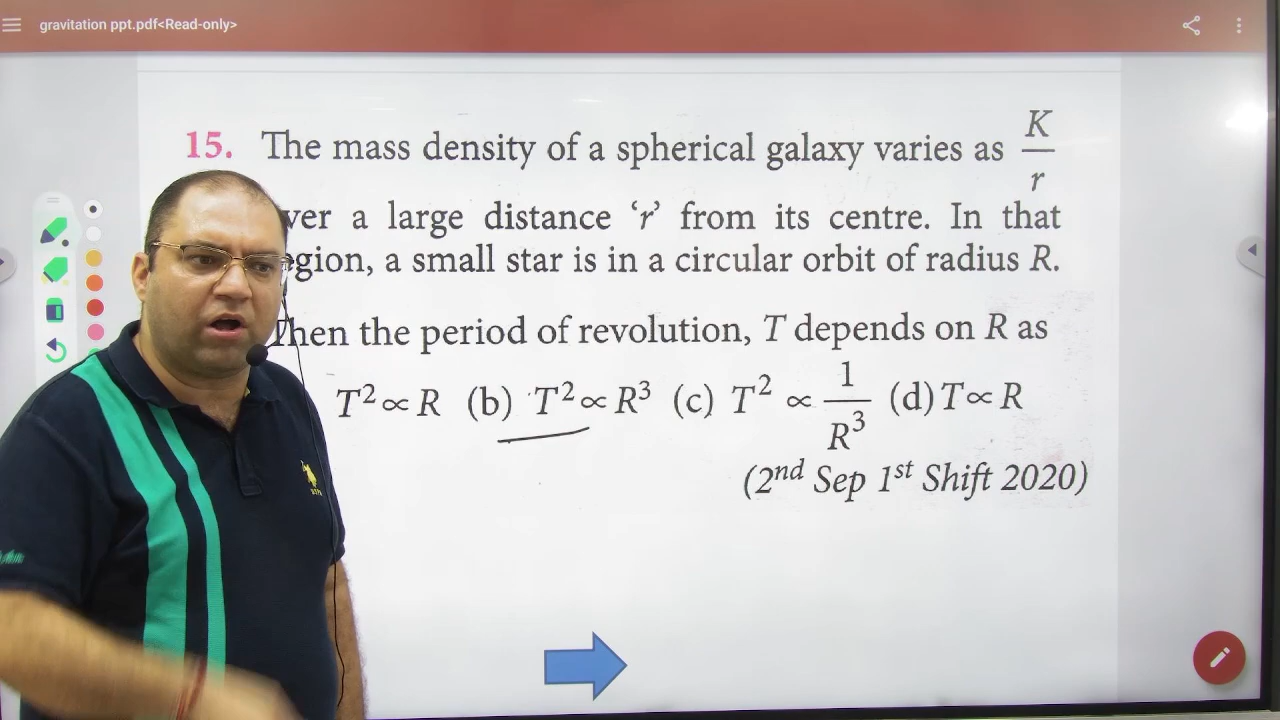 gravitation ppt.pdf<Read-only>
15. The mass density of a spherical galaxy varies as K/r
ver a large distance ‘r’ from its centre. In that
egion, a small star is in a circular orbit of radius R.
Then the period of revolution, T depends on R as
T² ∝ R (b) T² ∝ R³ (c) T² ∝ 1/R³ (d) T ∝ R
(2nd Sep 1st Shift 2020)